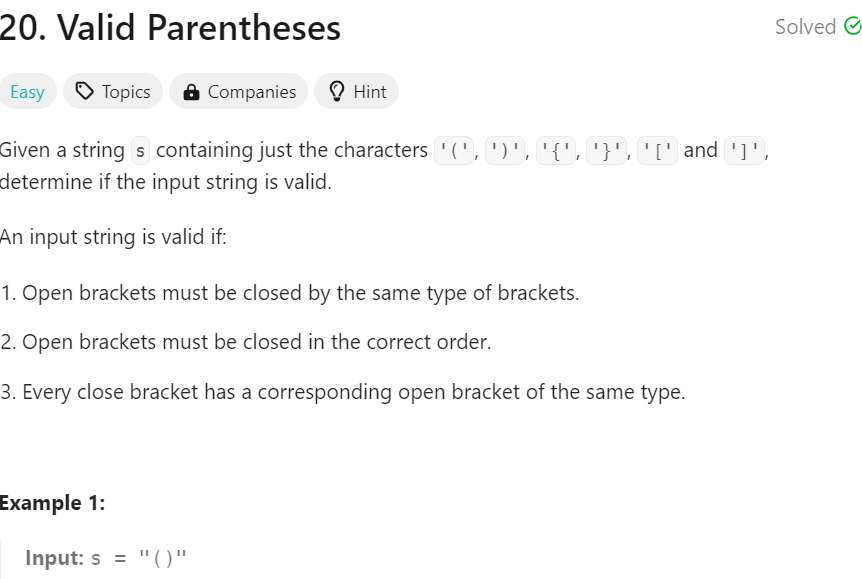 20. Valid Parentheses
Solved
Easy
Topics
Companies
Hint
Given a string s containing just the characters '(', ')', '{', '}', '[' and ']',
determine if the input string is valid.
An input string is valid if:
1. Open brackets must be closed by the same type of brackets.
2. Open brackets must be closed in the correct order.
3. Every close bracket has a corresponding open bracket of the same type.
Example 1:
Input: s = "()"